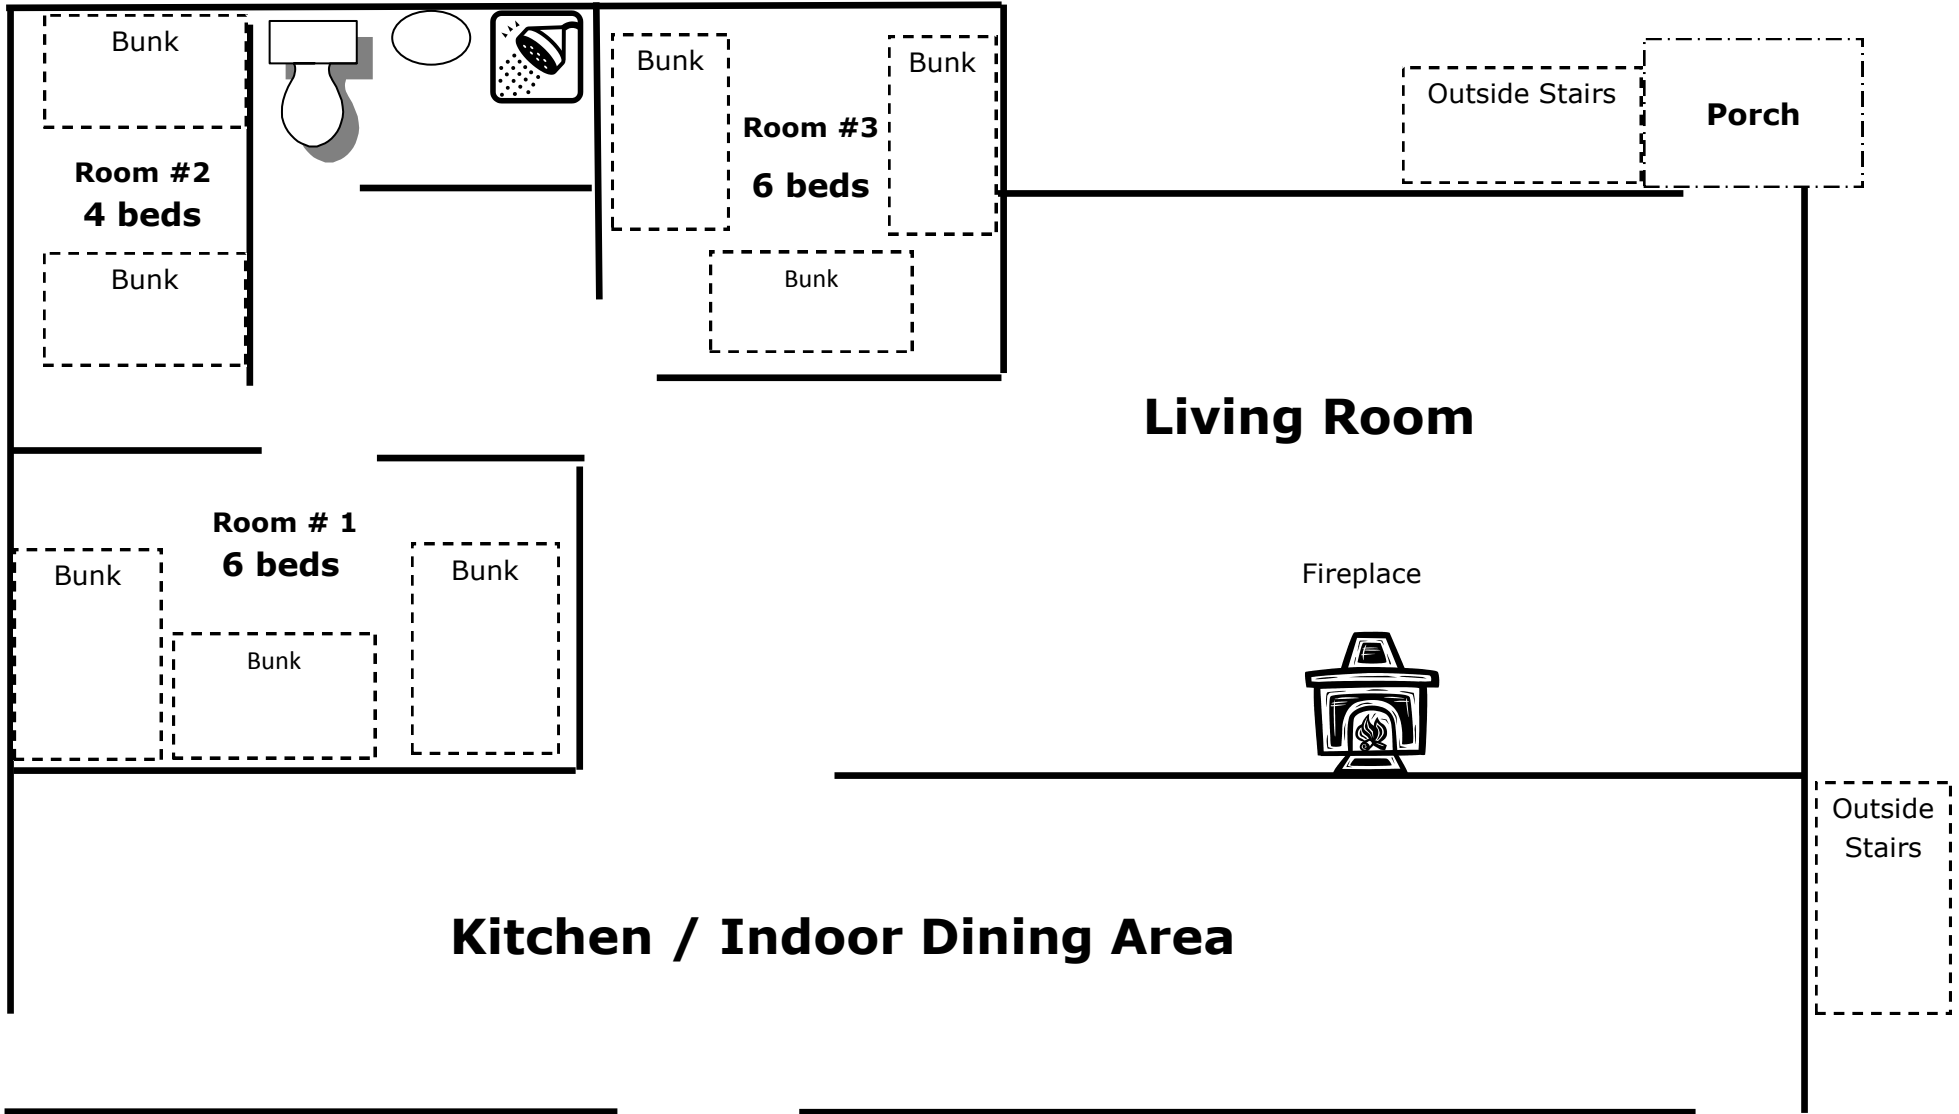 Bunk
Room #2
4 beds
Bunk
Bunk
Bunk
Room #3
6 beds
Bunk
Outside Stairs
Porch
Living Room
Room # 1
6 beds
Bunk
Bunk
Bunk
Fireplace
Outside
Stairs
Kitchen / Indoor Dining Area